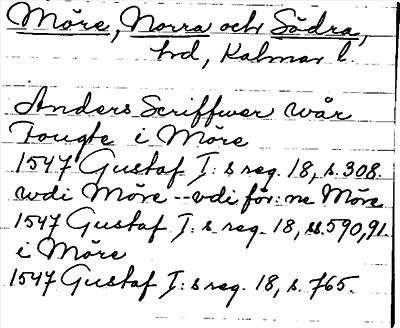 Möre, Norra och Södra,
hd, Kalmar l.
Anders Scriffwer wår
Fougte i Möre
1547 Gustaf I:s reg. 18, s. 308.
wdi Möre -- vdi för:ne Möre
1547 Gustaf I:s reg. 18, ss. 590, 91.
i Möre
1547 Gustaf I:s reg. 18, s. 765.